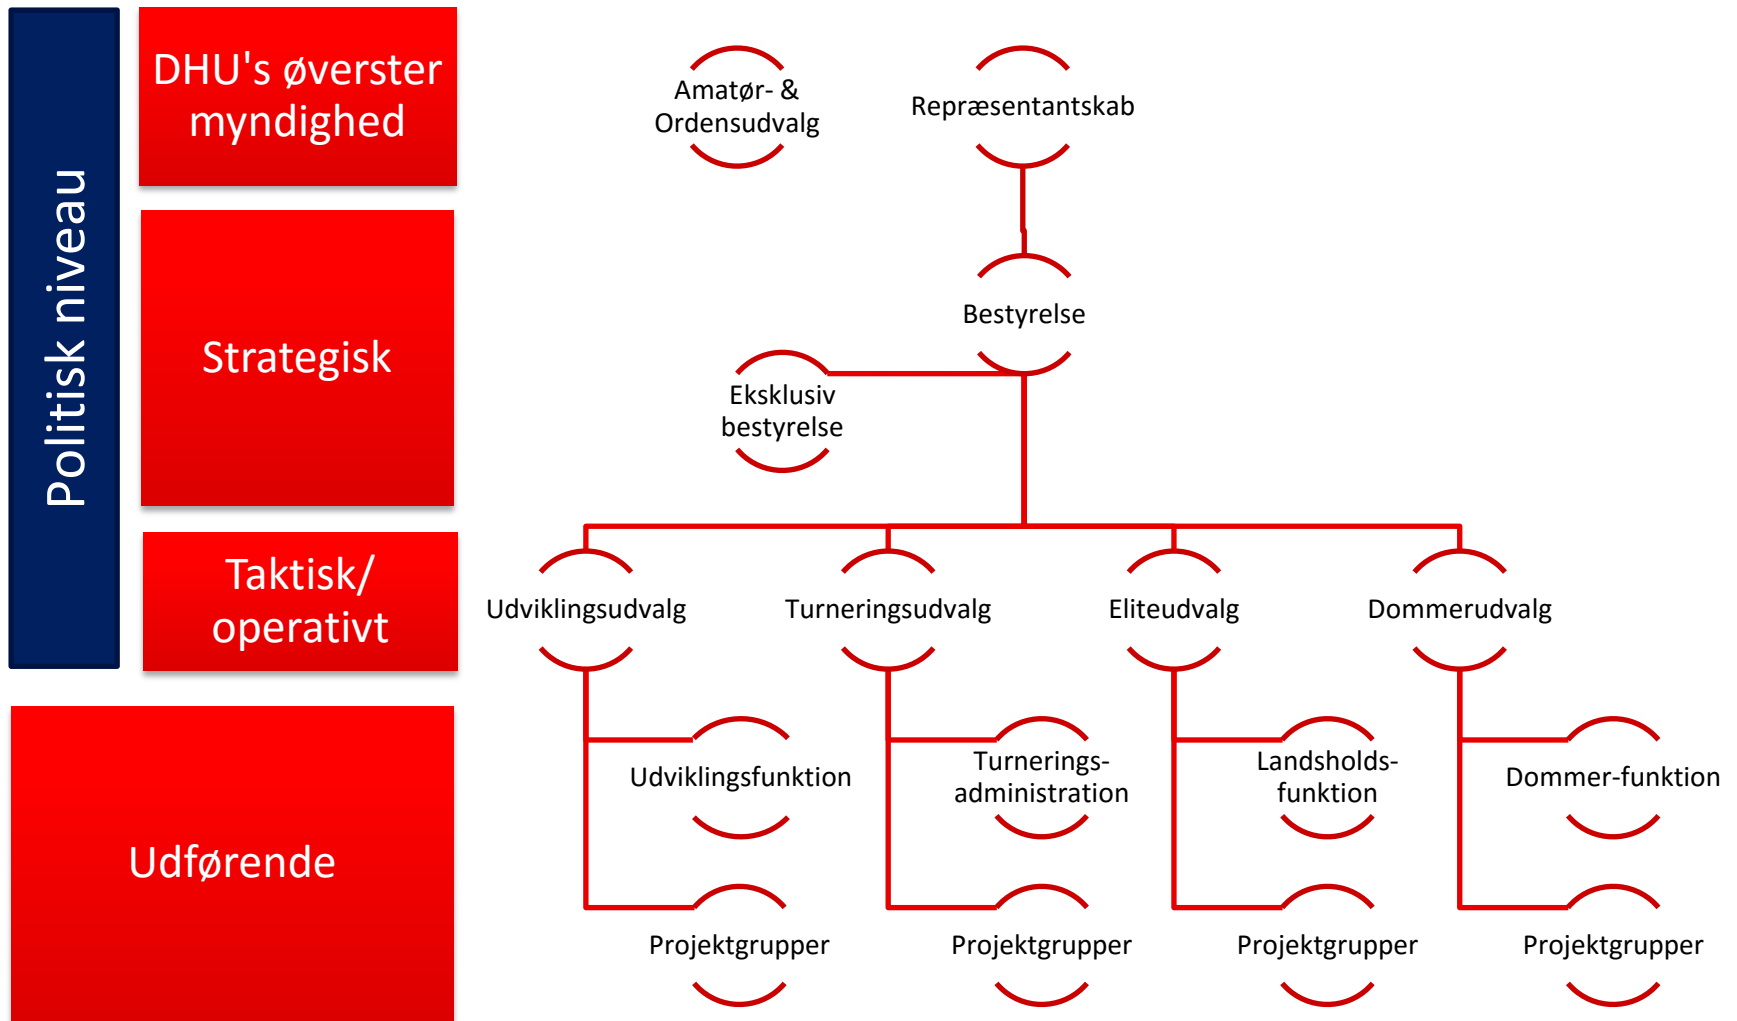 Politisk niveau
DHU's øverster
myndighed
Amatør- &
Ordensudvalg
Repræsentantskab
Strategisk
Bestyrelse
Eksklusiv
bestyrelse
Taktisk/
operativt
Udviklingsudvalg
Turneringsudvalg
Eliteudvalg
Dommerudvalg
Udførende
Udviklingsfunktion
Turnerings-
administration
Landsholds-
funktion
Dommer-funktion
Projektgrupper
Projektgrupper
Projektgrupper
Projektgrupper